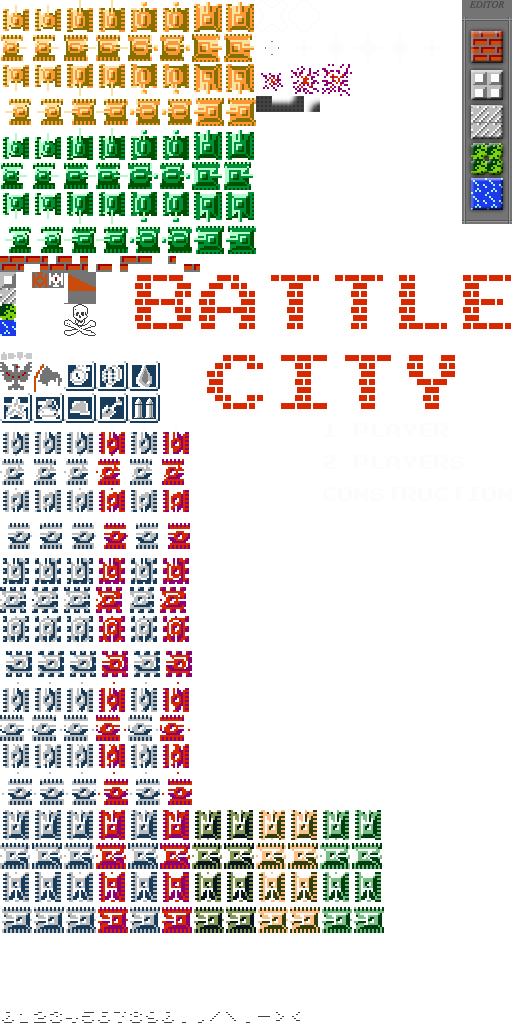 EDITOR
BATTLE
CITY
1 PLAYER
2 PLAYERS
CONSTRUCTION